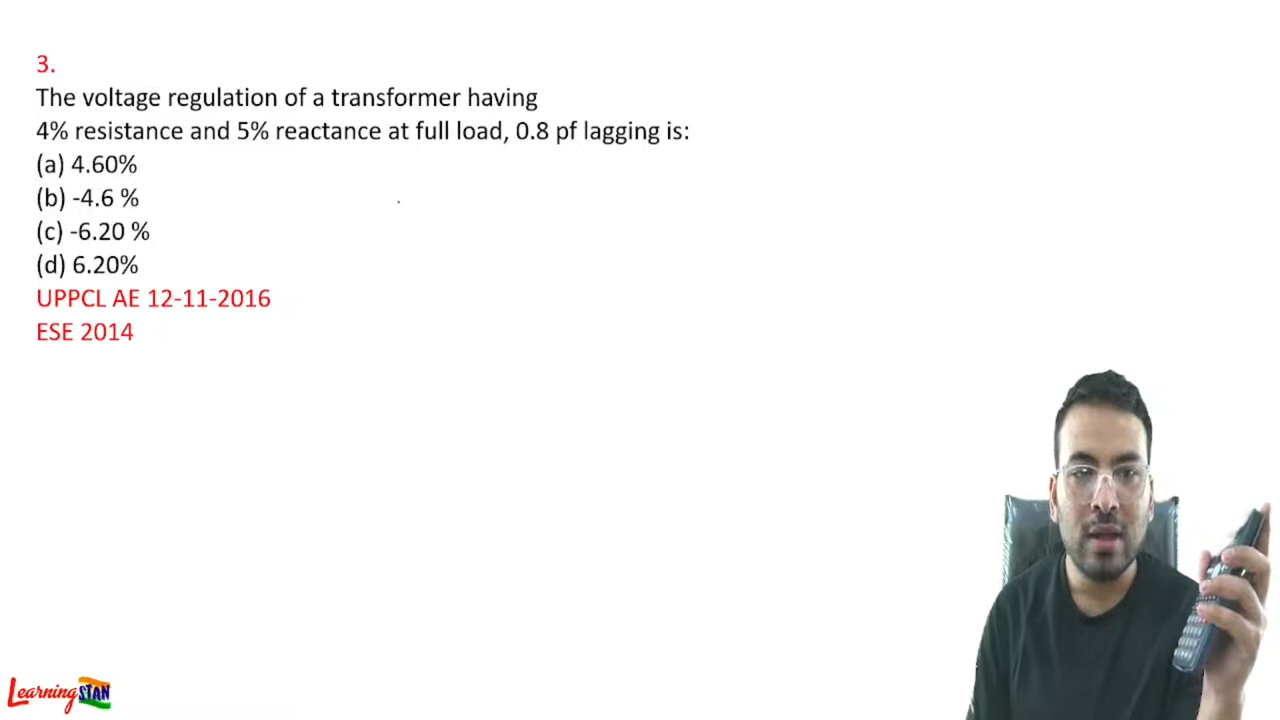 3.
The voltage regulation of a transformer having
4% resistance and 5% reactance at full load, 0.8 pf lagging is:
(a) 4.60%
(b) -4.6 %
(c) -6.20 %
(d) 6.20%
UPPCL AE 12-11-2016
ESE 2014
LearningSTAN